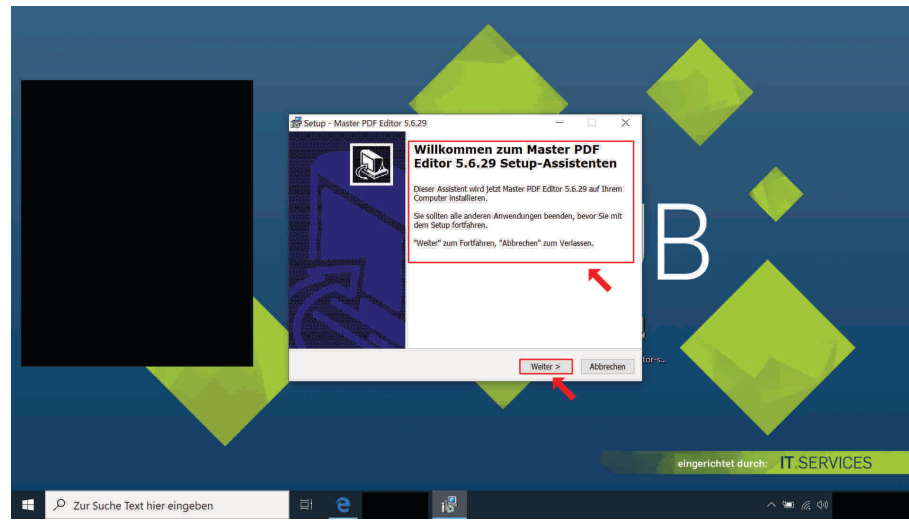 Setup - Master PDF Editor 5.6.29
Willkommen zum Master PDF
Editor 5.6.29 Setup-Assistenten
Dieser Assistent wird jetzt Master PDF Editor 5.6.29 auf Ihrem
Computer installieren.
Sie sollten alle anderen Anwendungen beenden, bevor Sie mit
dem Setup fortfahren.
"Weiter" zum Fortfahren, "Abbrechen" zum Verlassen.
B
tor-s...
Weiter >
Abbrechen
eingerichtet durch: IT.SERVICES
Zur Suche Text hier eingeben